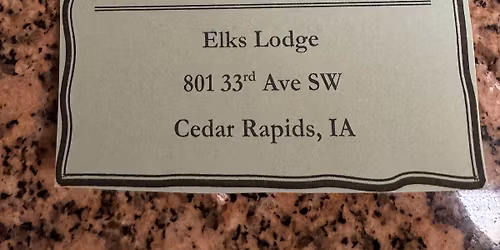 Elks Lodge
801 33rd Ave SW
Cedar Rapids, IA